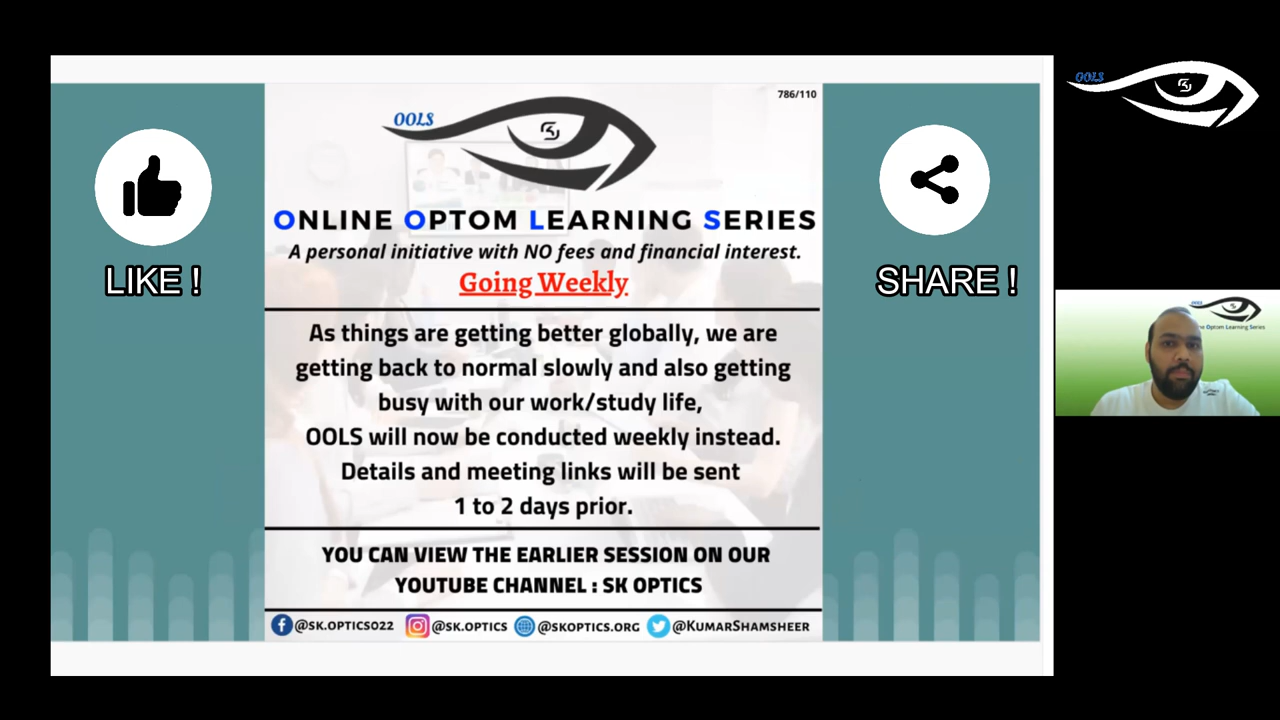 786/110
OOLS
ONLINE OPTOM LEARNING SERIES
A personal initiative with NO fees and financial interest.
Going Weekly
LIKE !
SHARE !
As things are getting better globally, we are
getting back to normal slowly and also getting
busy with our work/study life,
OOLS will now be conducted weekly instead.
Details and meeting links will be sent
1 to 2 days prior.
YOU CAN VIEW THE EARLIER SESSION ON OUR
YOUTUBE CHANNEL : SK OPTICS
@SK.OPTICS022 @SK.OPTICS @SKOPTICS.ORG @KUMARSHAMSHEER
OOLS
Optom Learning Series